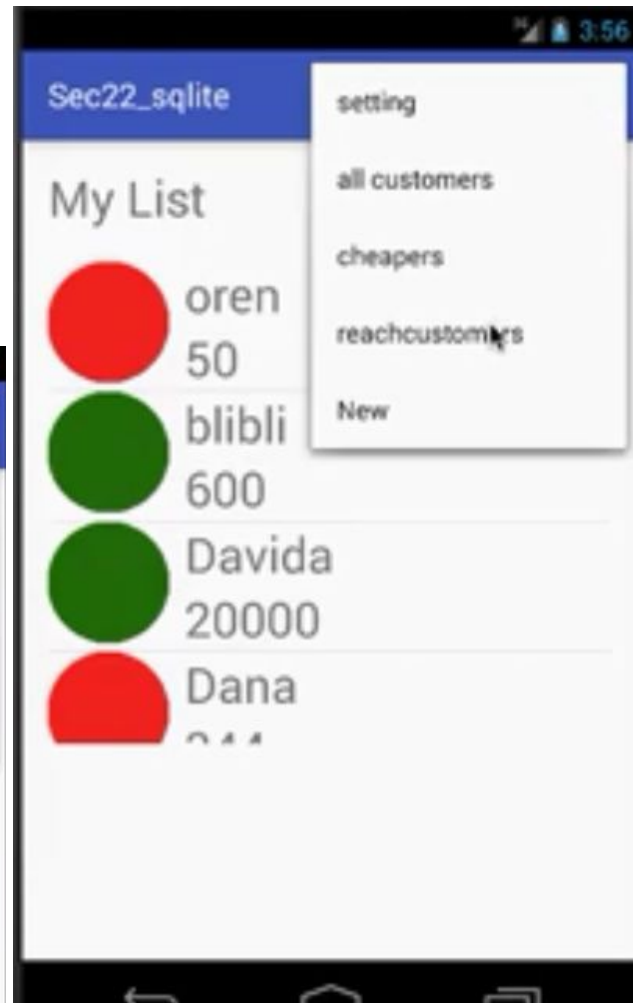 3:56
Sec22_sqlite
setting
all customers
cheapers
reachcustomers
New
My List
oren
50
blibli
600
Davida
20000
Dana